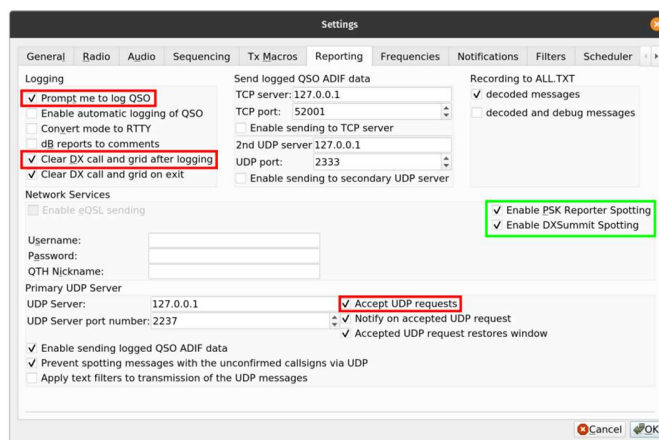 Settings
General Radio Audio Sequencing Tx Macros Reporting Frequencies Notifications Filters Scheduler
Logging
Prompt me to log QSO
Enable automatic logging of QSO
Convert mode to RTTY
dB reports to comments
Clear DX call and grid after logging
Clear DX call and grid on exit
Send logged QSO ADIF data
TCP server: 127.0.0.1
TCP port: 52001
Enable sending to TCP server
2nd UDP server 127.0.0.1
UDP port: 2333
Enable sending to secondary UDP server
Recording to ALL.TXT
decoded messages
decoded and debug messages
Network Services
Enable eQSL sending
Enable PSK Reporter Spotting
Enable DXSummit Spotting
Username:
Password:
QTH Nickname:
Primary UDP Server
UDP Server: 127.0.0.1
UDP Server port number: 2237
Accept UDP requests
Notify on accepted UDP request
Accepted UDP request restores window
Enable sending logged QSO ADIF data
Prevent spotting messages with the unconfirmed callsigns via UDP
Apply text filters to transmission of the UDP messages
Cancel OK